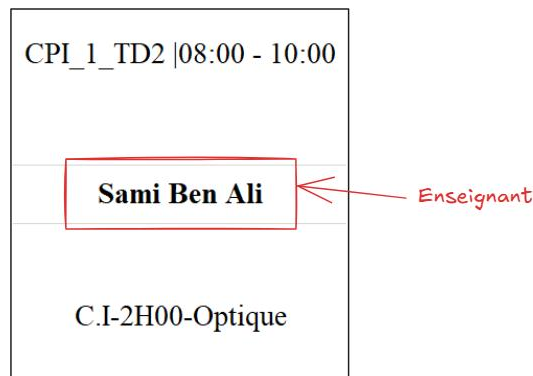 CPI_1_TD2 |08:00 - 10:00
Sami Ben Ali
Enseignant
C.I-2H00-Optique